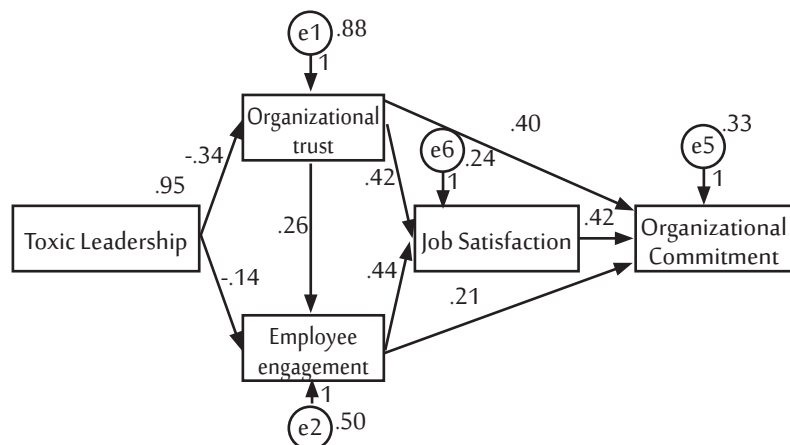 e1 .88
1
Organizational
trust
-.34
.40
e6 .24
1
e5 .33
1
.95
.42
Toxic Leadership
.26
Job Satisfaction
.42
Organizational
Commitment
-.14
.44
.21
Employee
engagement
1
e2 .50